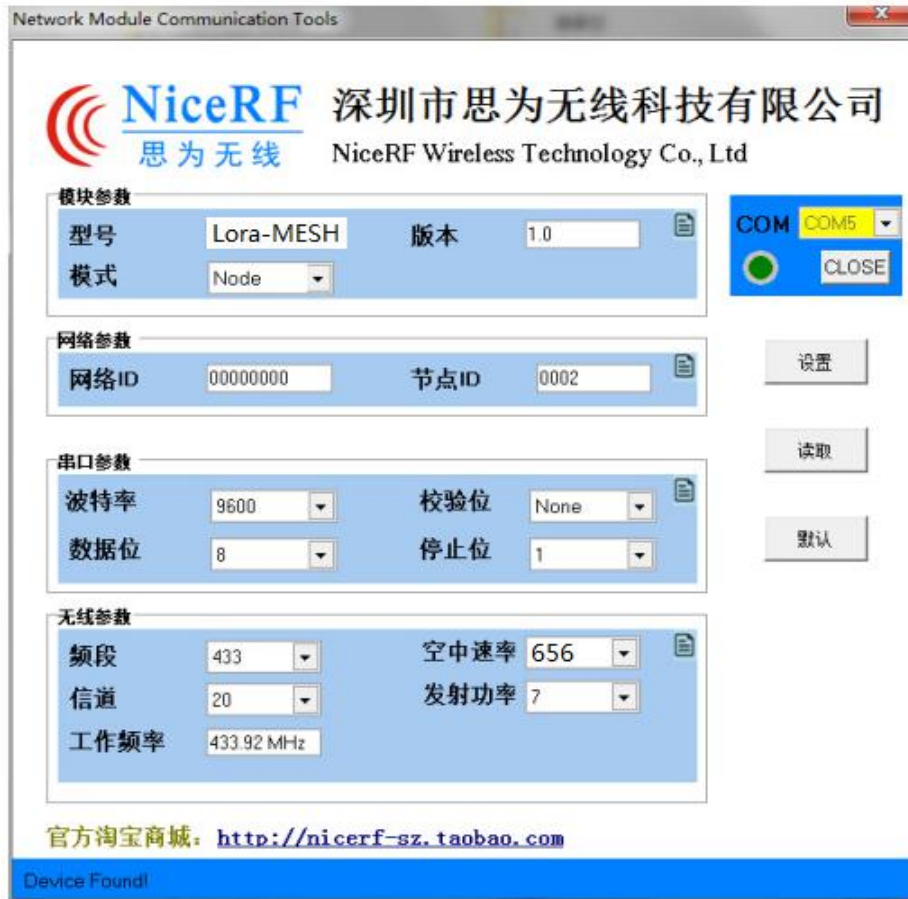 Network Module Communication Tools
NiceRF 深圳市思为无线科技有限公司
思为无线 NiceRF Wireless Technology Co., Ltd
模块参数
型号 Lora-MESH 版本 1.0
COM COM5
模式 Node
CLOSE
网络参数
网络ID 00000000 节点ID 0002
设置
串口参数
读取
波特率 9600 校验位 None
数据位 8 停止位 1
默认
无线参数
频段 433 空中速率 656
信道 20 发射功率 7
工作频率 433.92 MHz
官方淘宝商城：http://nicerf-sz.taobao.com
Device Found!